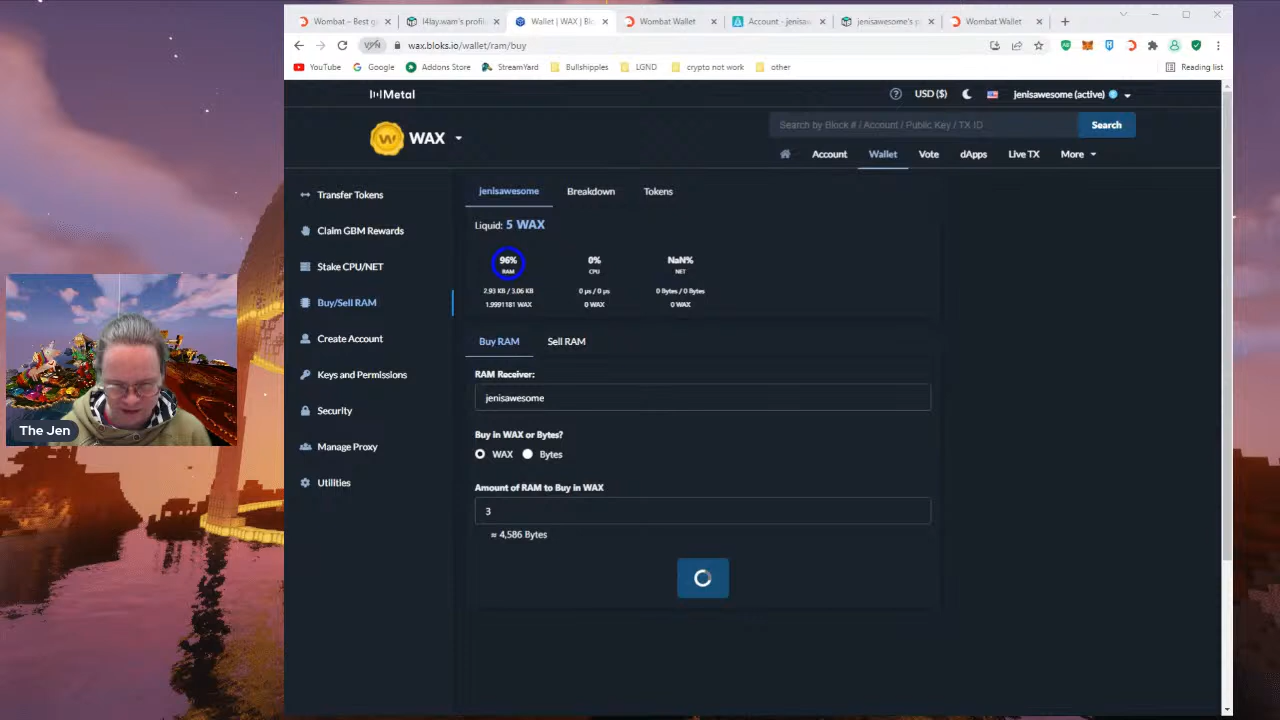 Wombat – Best g
l4lay.wam's profil
Wallet | WAX | Blo
Wombat Wallet
Account - jenisaw
jenisawesome's p
Wombat Wallet
VPN
wax.bloks.io/wallet/ram/buy
YouTube
Google
Addons Store
StreamYard
Bullshipples
LGND
crypto not work
other
Reading list
Metal
USD ($)
jenisawesome (active)
WAX
Search by Block # / Account / Public Key / TX ID
Search
Account
Wallet
Vote
dApps
Live TX
More
Transfer Tokens
Claim GBM Rewards
Stake CPU/NET
Buy/Sell RAM
Create Account
Keys and Permissions
Security
Manage Proxy
Utilities
jenisawesome
Breakdown
Tokens
Liquid: 5 WAX
96%
RAM
2.93 KB / 3.06 KB
1.9991181 WAX
0%
CPU
0 µs / 0 µs
0 WAX
NaN%
NET
0 Bytes / 0 Bytes
0 WAX
Buy RAM
Sell RAM
RAM Receiver:
jenisawesome
Buy in WAX or Bytes?
WAX
Bytes
Amount of RAM to Buy in WAX
3
≈ 4,586 Bytes
The Jen